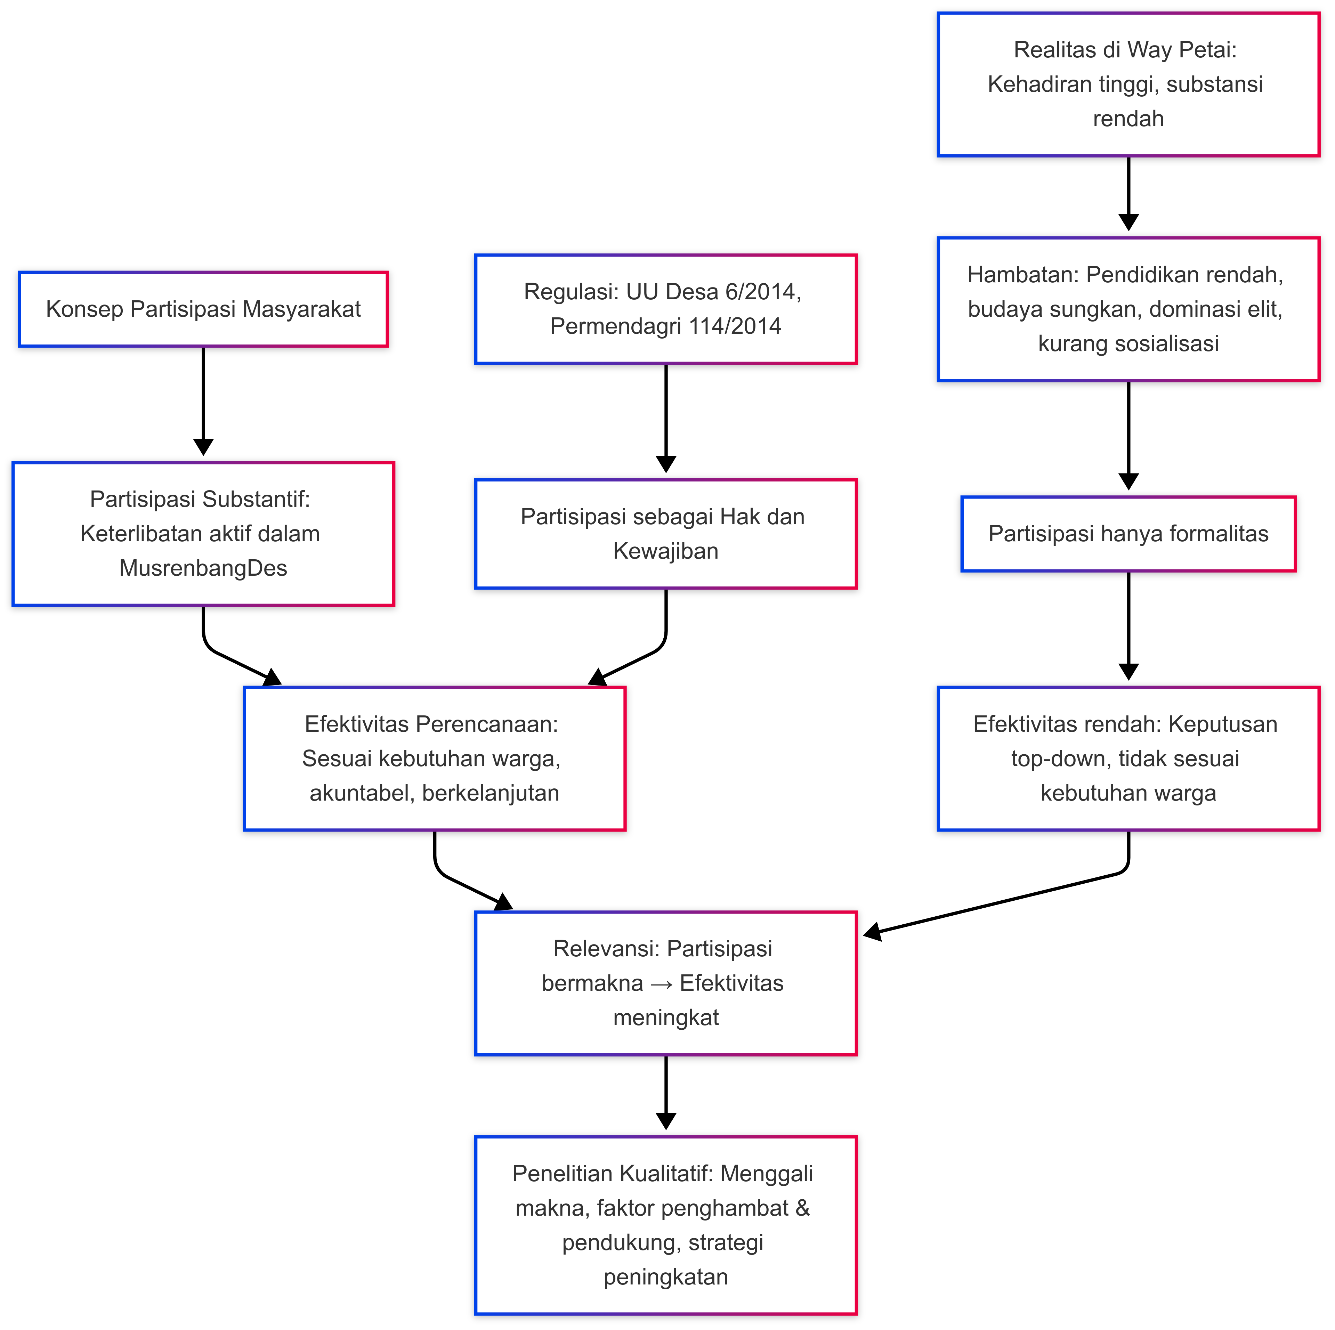 Realitas di Way Petai:
Kehadiran tinggi, substansi
rendah
Konsep Partisipasi Masyarakat
Regulasi: UU Desa 6/2014,
Permendagri 114/2014
Hambatan: Pendidikan rendah,
budaya sungkan, dominasi elit,
kurang sosialisasi
Partisipasi Substantif:
Keterlibatan aktif dalam
MusrenbangDes
Partisipasi sebagai Hak dan
Kewajiban
Partisipasi hanya formalitas
Efektivitas Perencanaan:
Sesuai kebutuhan warga,
akuntabel, berkelanjutan
Efektivitas rendah: Keputusan
top-down, tidak sesuai
kebutuhan warga
Relevansi: Partisipasi
bermakna → Efektivitas
meningkat
Penelitian Kualitatif: Menggali
makna, faktor penghambat &
pendukung, strategi
peningkatan